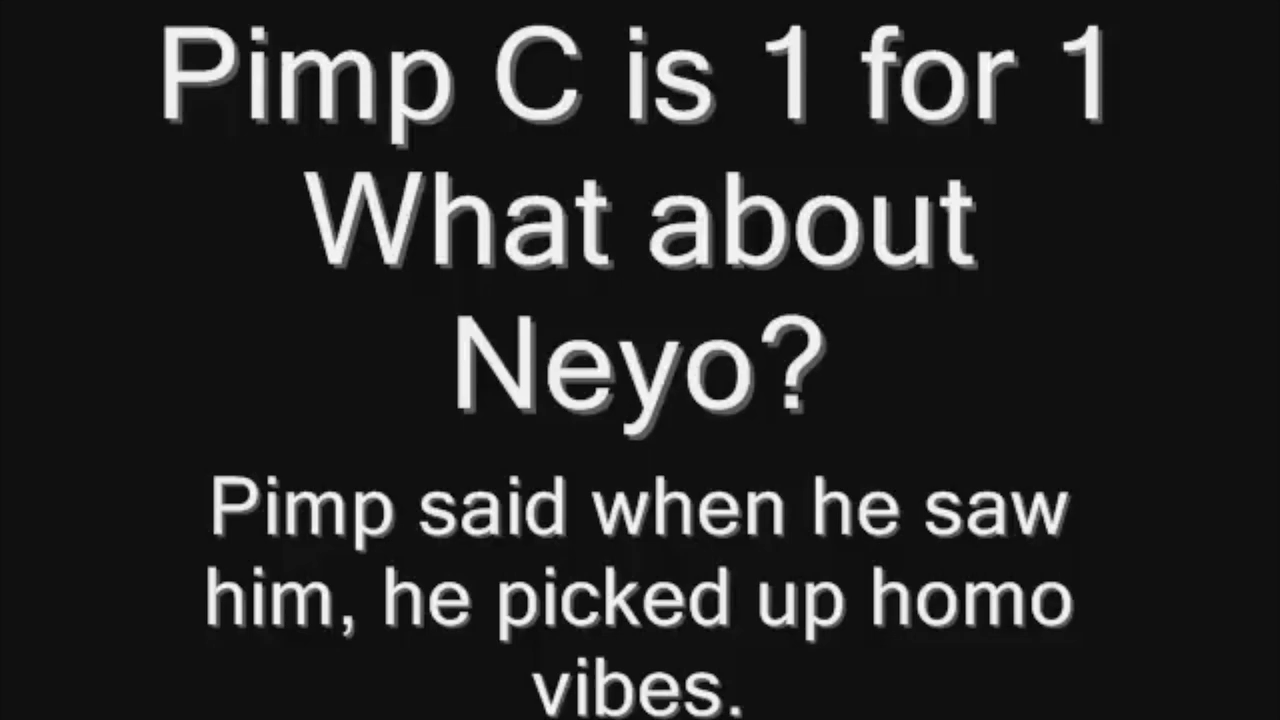 Pimp C is 1 for 1
What about
Neyo?
Pimp said when he saw
him, he picked up homo
vibes.